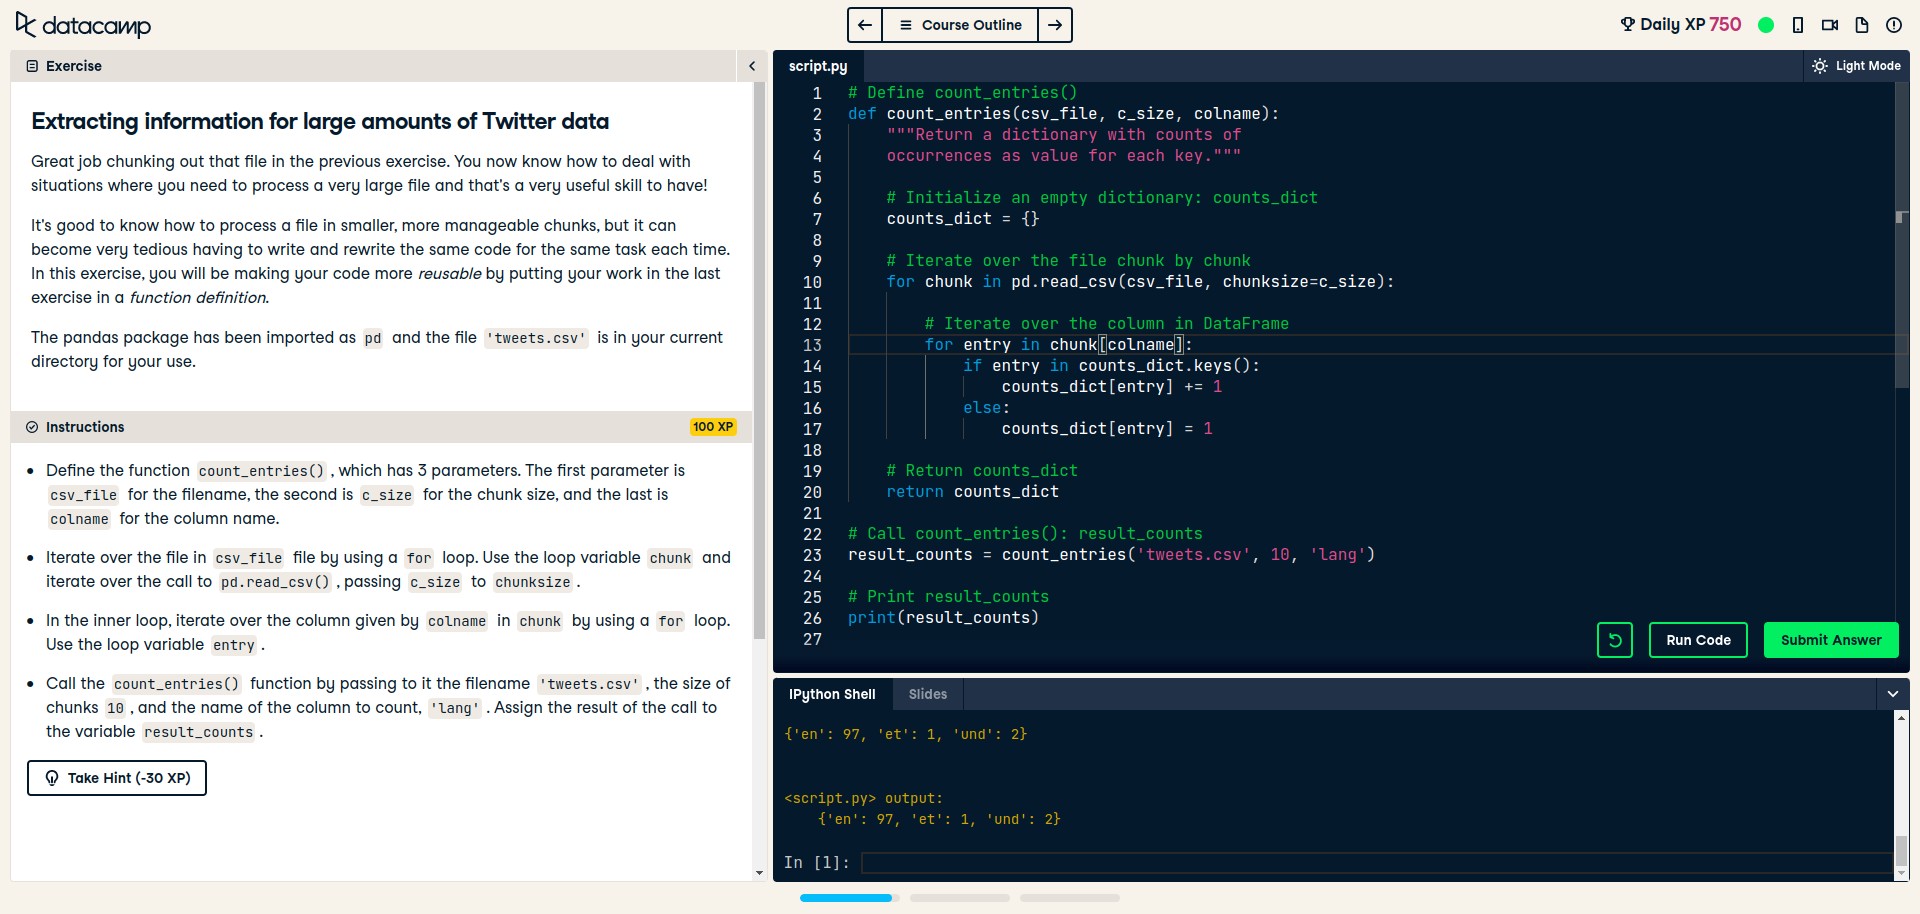 datacamp
Course Outline
Daily XP 750
Exercise
Extracting information for large amounts of Twitter data
Great job chunking out that file in the previous exercise. You now know how to deal with
situations where you need to process a very large file and that's a very useful skill to have!
It's good to know how to process a file in smaller, more manageable chunks, but it can
become very tedious having to write and rewrite the same code for the same task each time.
In this exercise, you will be making your code more reusable by putting your work in the last
exercise in a function definition.
The pandas package has been imported as pd and the file 'tweets.csv' is in your current
directory for your use.
Instructions
100 XP
Define the function count_entries(), which has 3 parameters. The first parameter is
csv_file for the filename, the second is c_size for the chunk size, and the last is
colname for the column name.
Iterate over the file in csv_file file by using a for loop. Use the loop variable chunk and
iterate over the call to pd.read_csv(), passing c_size to chunksize.
In the inner loop, iterate over the column given by colname in chunk by using a for loop.
Use the loop variable entry.
Call the count_entries() function by passing to it the filename 'tweets.csv', the size of
chunks 10, and the name of the column to count, 'lang'. Assign the result of the call to
the variable result_counts.
Take Hint (-30 XP)
script.py
Light Mode
1 # Define count_entries()
2 def count_entries(csv_file, c_size, colname):
3 """Return a dictionary with counts of
4 occurrences as value for each key."""
5
6 # Initialize an empty dictionary: counts_dict
7 counts_dict = {}
8
9 # Iterate over the file chunk by chunk
10 for chunk in pd.read_csv(csv_file, chunksize=c_size):
11
12 # Iterate over the column in DataFrame
13 for entry in chunk[colname]:
14 if entry in counts_dict.keys():
15 counts_dict[entry] += 1
16 else:
17 counts_dict[entry] = 1
18
19 # Return counts_dict
20 return counts_dict
21
22 # Call count_entries(): result_counts
23 result_counts = count_entries('tweets.csv', 10, 'lang')
24
25 # Print result_counts
26 print(result_counts)
27
Run Code
Submit Answer
IPython Shell
Slides
{'en': 97, 'et': 1, 'und': 2}
<script.py> output:
{'en': 97, 'et': 1, 'und': 2}
In [1]: